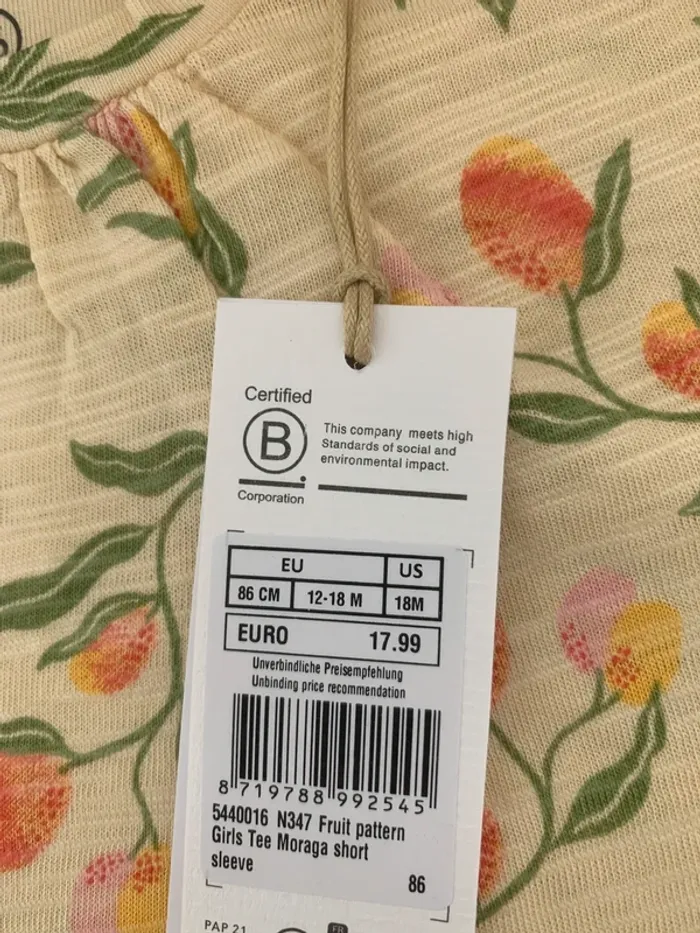 Certified
B
This company meets high
Standards of social and
environmental impact.
Corporation
EU US
86 CM 12-18 M 18M
EURO 17.99
Unverbindliche Preisempfehlung
Unbinding price recommendation
8 719788 992545
5440016 N347 Fruit pattern
Girls Tee Moraga short
sleeve
86
PAP 21
FR